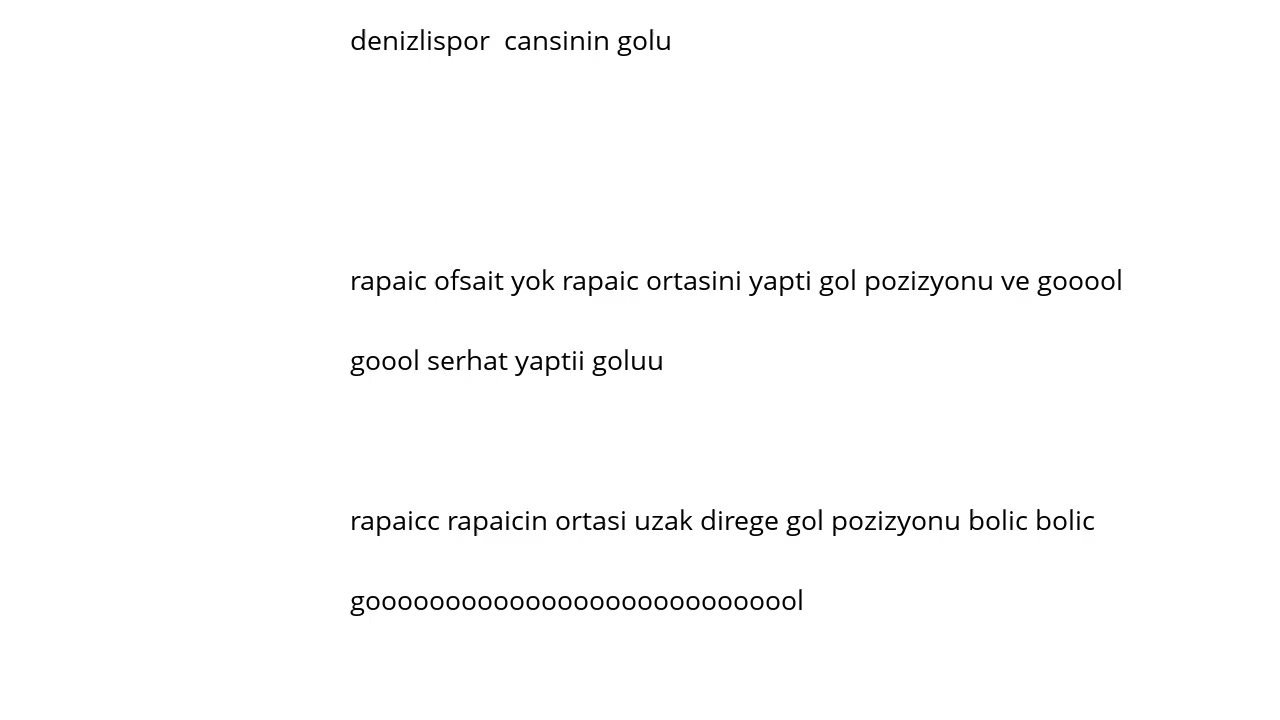 denizlispor  cansinin golu
rapaic ofsait yok rapaic ortasini yapti gol pozizyonu ve gooool
goool serhat yaptii goluu
rapaicc rapaicin ortasi uzak direge gol pozizyonu bolic bolic
goooooooooooooooooooooooooool